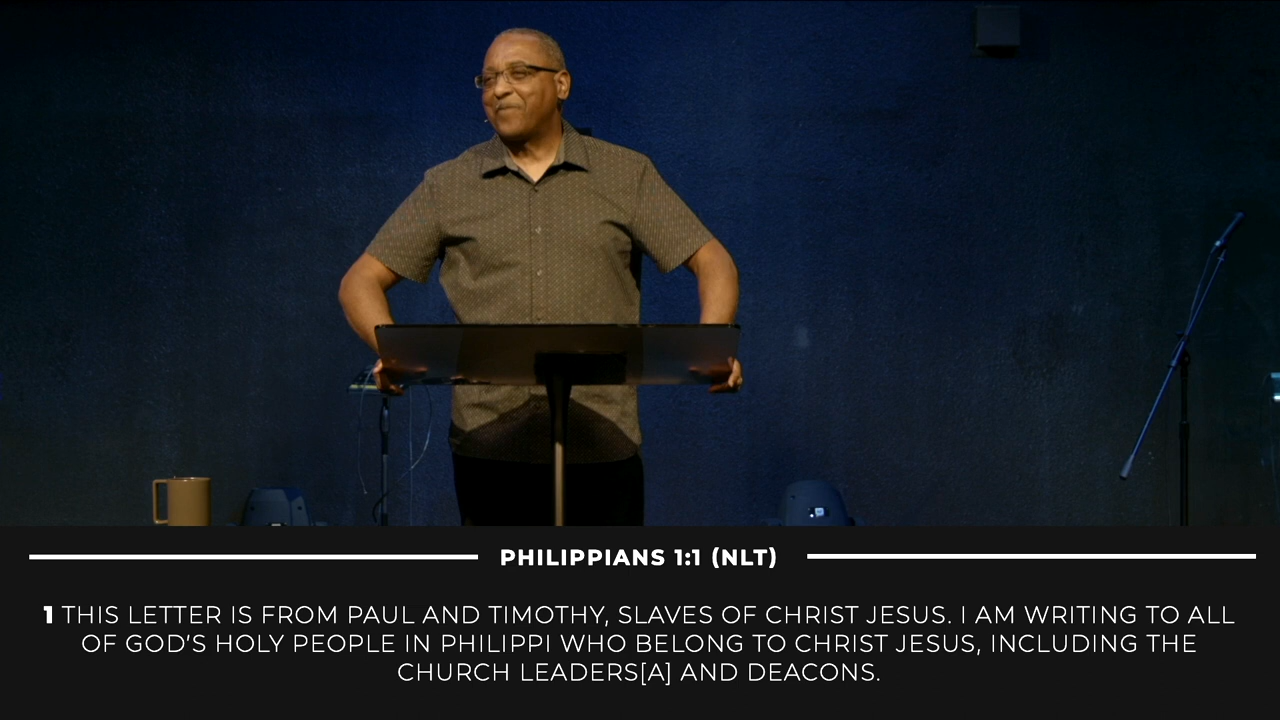 PHILIPPIANS 1:1 (NLT)
1 THIS LETTER IS FROM PAUL AND TIMOTHY, SLAVES OF CHRIST JESUS. I AM WRITING TO ALL
OF GOD’S HOLY PEOPLE IN PHILIPPI WHO BELONG TO CHRIST JESUS, INCLUDING THE
CHURCH LEADERS[A] AND DEACONS.